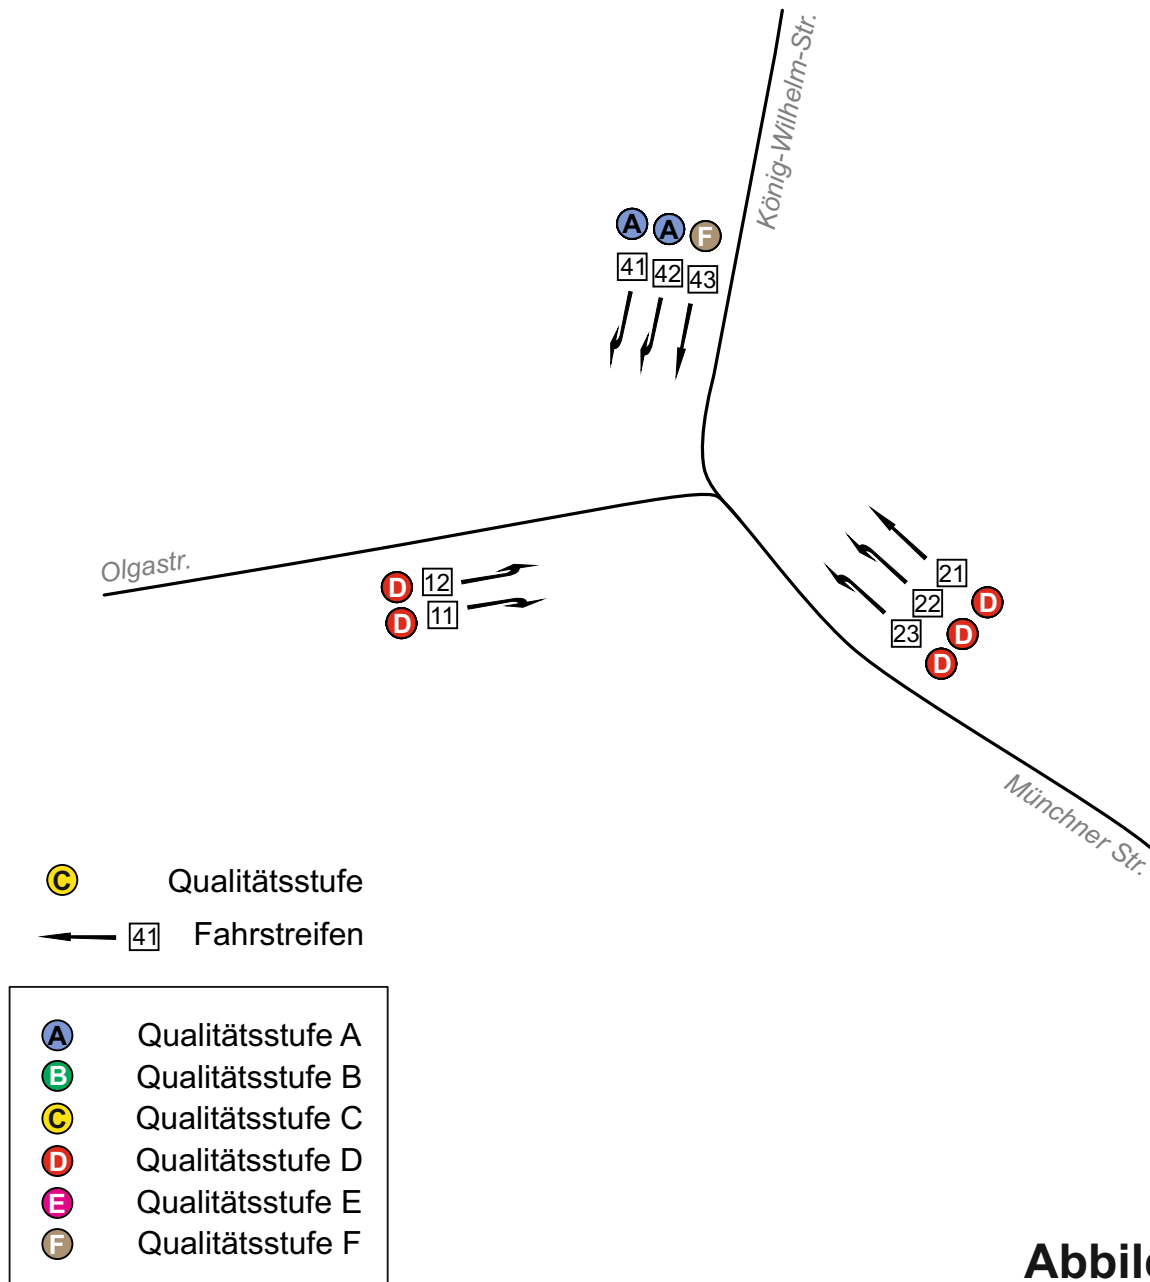 König-Wilhelm-Str.
A A F
41 42 43
Olgastr.
D 12
D 11
21 D
22 D
23 D
Münchner Str.
C Qualitätsstufe
41 Fahrstreifen
A Qualitätsstufe A
B Qualitätsstufe B
C Qualitätsstufe C
D Qualitätsstufe D
E Qualitätsstufe E
F Qualitätsstufe F